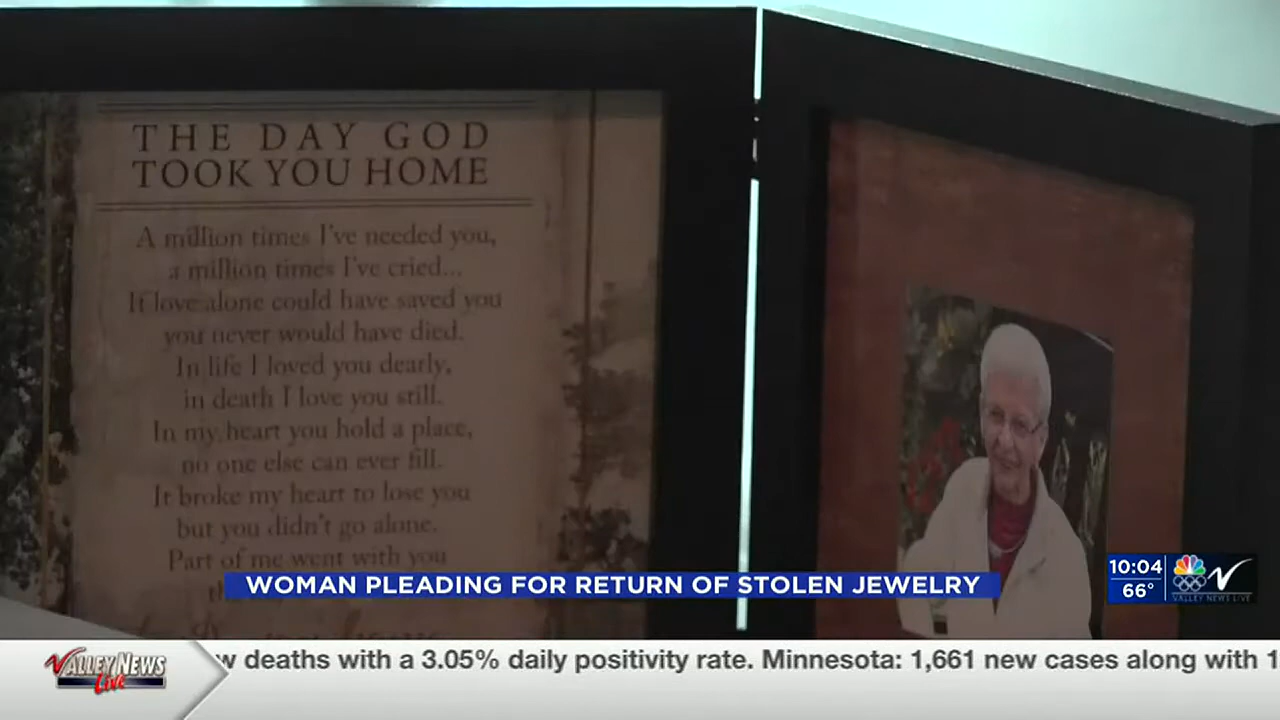 THE DAY GOD
TOOK YOU HOME
A million times I've needed you,
a million times I've cried...
If love alone could have saved you
you never would have died.
In life I loved you dearly,
in death I love you still.
In my heart you hold a place,
no one else can ever fill.
It broke my heart to lose you
but you didn't go alone.
Part of me went with you
WOMAN PLEADING FOR RETURN OF STOLEN JEWELRY
10:04
66°
VALLEY NEWS LIVE
VALLEY NEWS
Live
w deaths with a 3.05% daily positivity rate. Minnesota: 1,661 new cases along with 1